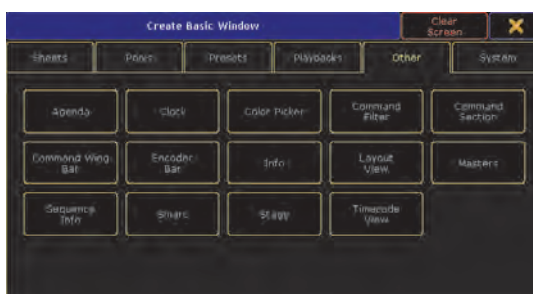 Create Basic Window
Clear
Screen
Sheets Pools Presets Playbacks Other System
Agenda Clock Color Picker Command
Filter Command
Section
Command Wing
Bar Encoder
Bar Info Layout
View Masters
Sequence
Info Smart Stage Timecode
View